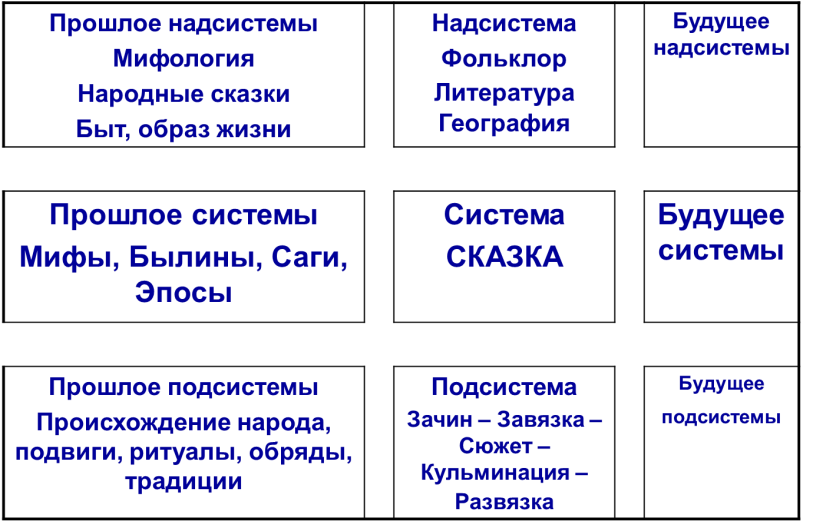 Прошлое надсистемы
Мифология
Народные сказки
Быт, образ жизни
Надсистема
Фольклор
Литература
География
Будущее
надсистемы
Прошлое системы
Мифы, Былины, Саги,
Эпосы
Система
СКАЗКА
Будущее
системы
Прошлое подсистемы
Происхождение народа,
подвиги, ритуалы, обряды,
традиции
Подсистема
Зачин – Завязка –
Сюжет –
Кульминация –
Развязка
Будущее
подсистемы